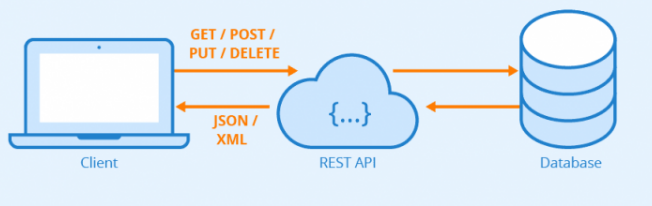 GET / POST /
PUT / DELETE
{...}
JSON /
XML
Client
REST API
Database